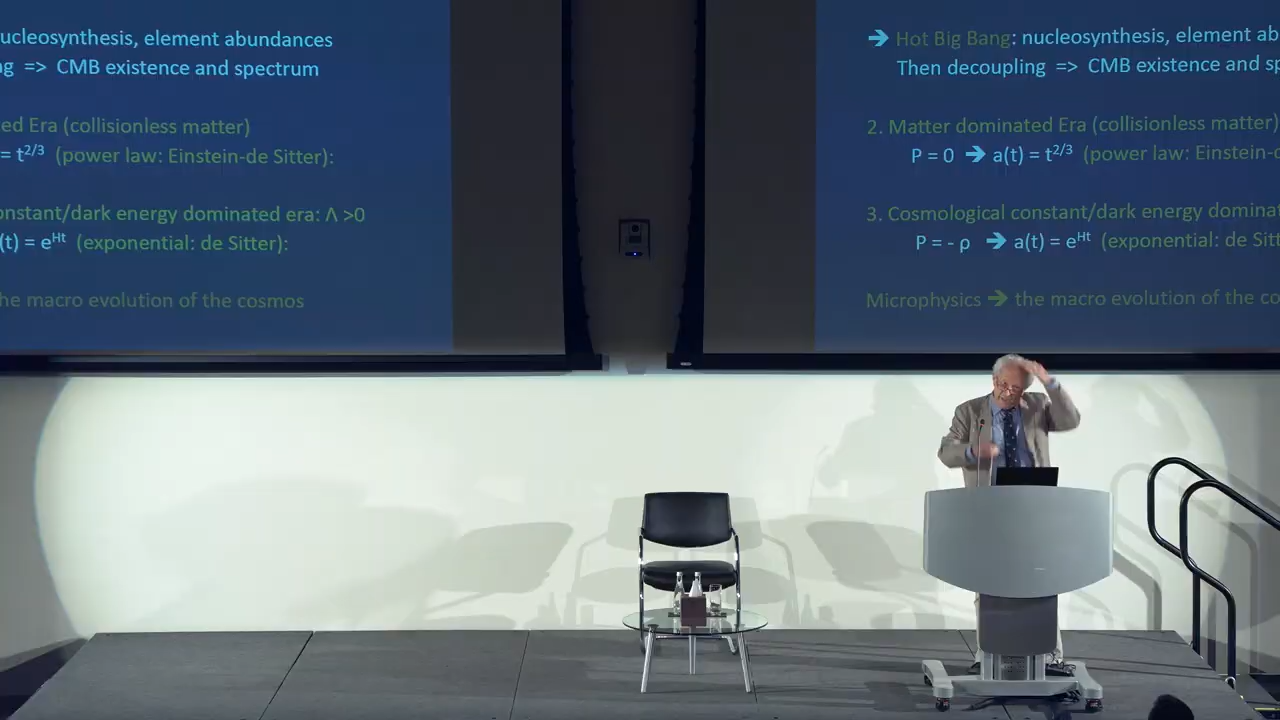 ucleosynthesis, element abundances
ng => CMB existence and spectrum
ed Era (collisionless matter)
= t2/3 (power law: Einstein-de Sitter):
onstant/dark energy dominated era: Λ >0
(t) = eHt (exponential: de Sitter):
he macro evolution of the cosmos
➔ Hot Big Bang: nucleosynthesis, element ab
Then decoupling => CMB existence and sp
2. Matter dominated Era (collisionless matter)
P = 0 ➔ a(t) = t2/3 (power law: Einstein-d
3. Cosmological constant/dark energy dominat
P = - ρ ➔ a(t) = eHt (exponential: de Sitt
Microphysics ➔ the macro evolution of the co